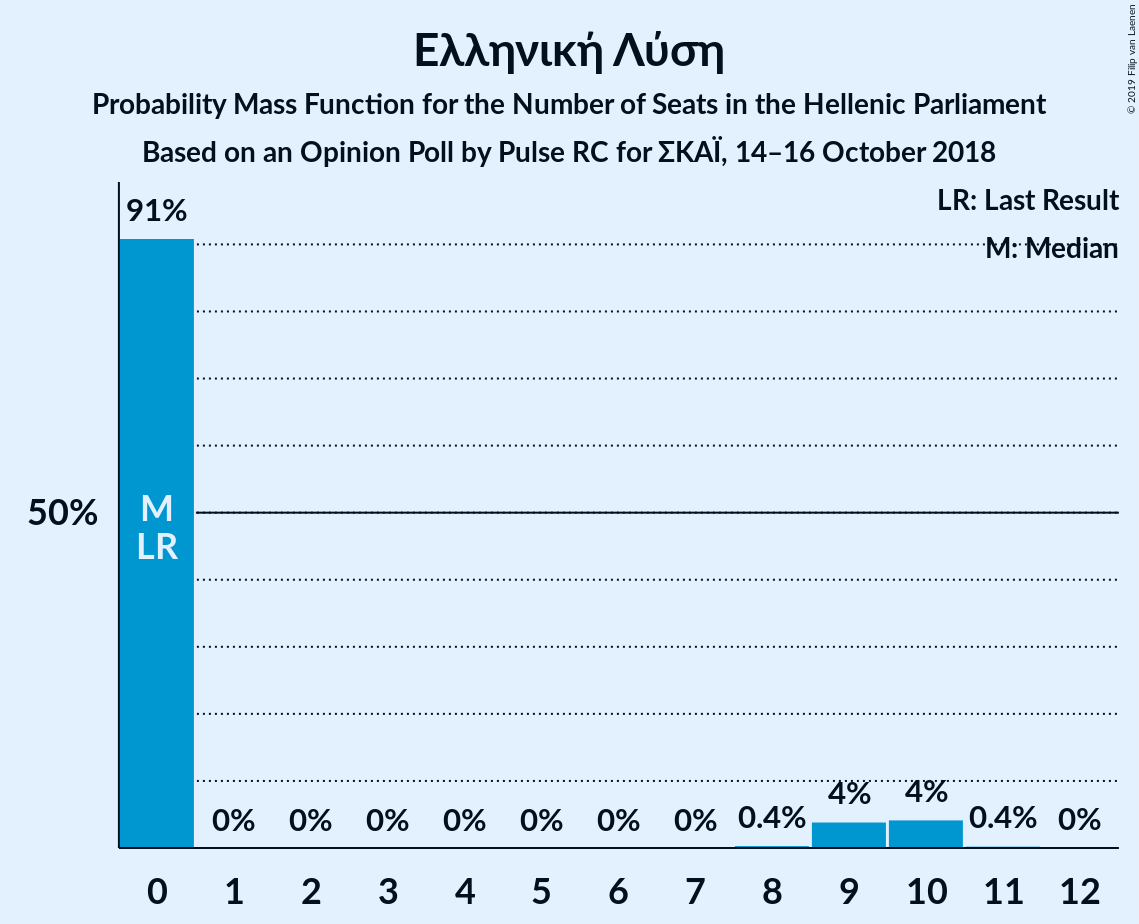 Ελληνική Λύση
Probability Mass Function for the Number of Seats in the Hellenic Parliament
Based on an Opinion Poll by Pulse RC for ΣΚΑΪ, 14–16 October 2018
© 2019 Filip van Laenen
LR: Last Result
M: Median
91%
50%
M
LR
0% 0% 0% 0% 0% 0% 0% 0.4% 4% 4% 0.4% 0%
0 1 2 3 4 5 6 7 8 9 10 11 12